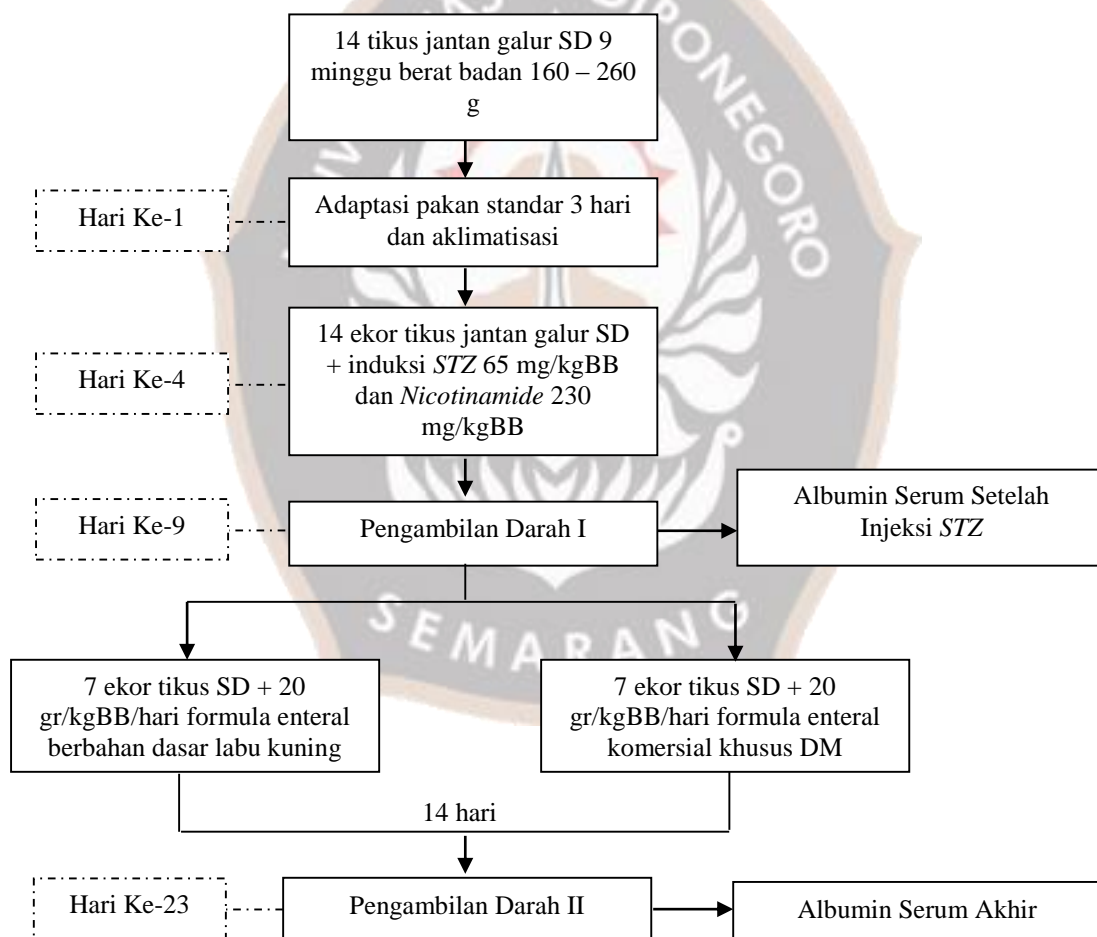 14 tikus jantan galur SD 9
minggu berat badan 160 – 260
g
Hari Ke-1
Adaptasi pakan standar 3 hari
dan aklimatisasi
Hari Ke-4
14 ekor tikus jantan galur SD
+ induksi STZ 65 mg/kgBB
dan Nicotinamide 230
mg/kgBB
Hari Ke-9
Pengambilan Darah I
Albumin Serum Setelah
Injeksi STZ
SEMARANG
7 ekor tikus SD + 20
gr/kgBB/hari formula enteral
berbahan dasar labu kuning
7 ekor tikus SD + 20
gr/kgBB/hari formula enteral
komersial khusus DM
14 hari
Hari Ke-23
Pengambilan Darah II
Albumin Serum Akhir